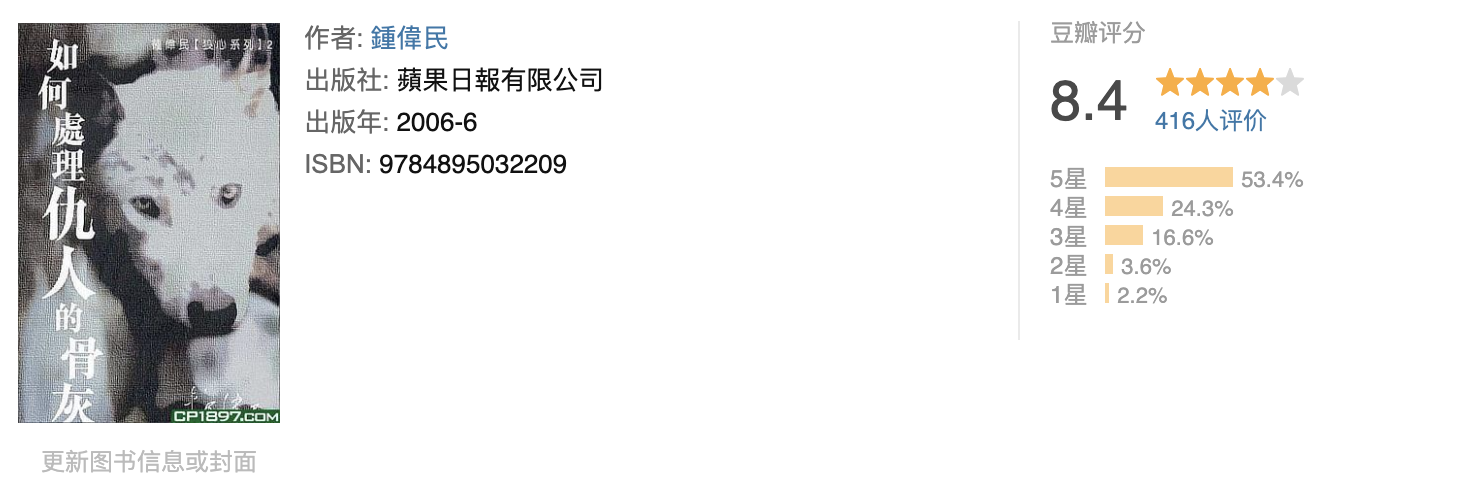 如何處理仇人的骨灰
鍾偉民【狼心系列】2
CP1897.COM
更新图书信息或封面
作者: 鍾偉民
出版社: 蘋果日報有限公司
出版年: 2006-6
ISBN: 9784895032209
豆瓣评分
8.4
416人评价
5星 53.4%
4星 24.3%
3星 16.6%
2星 3.6%
1星 2.2%